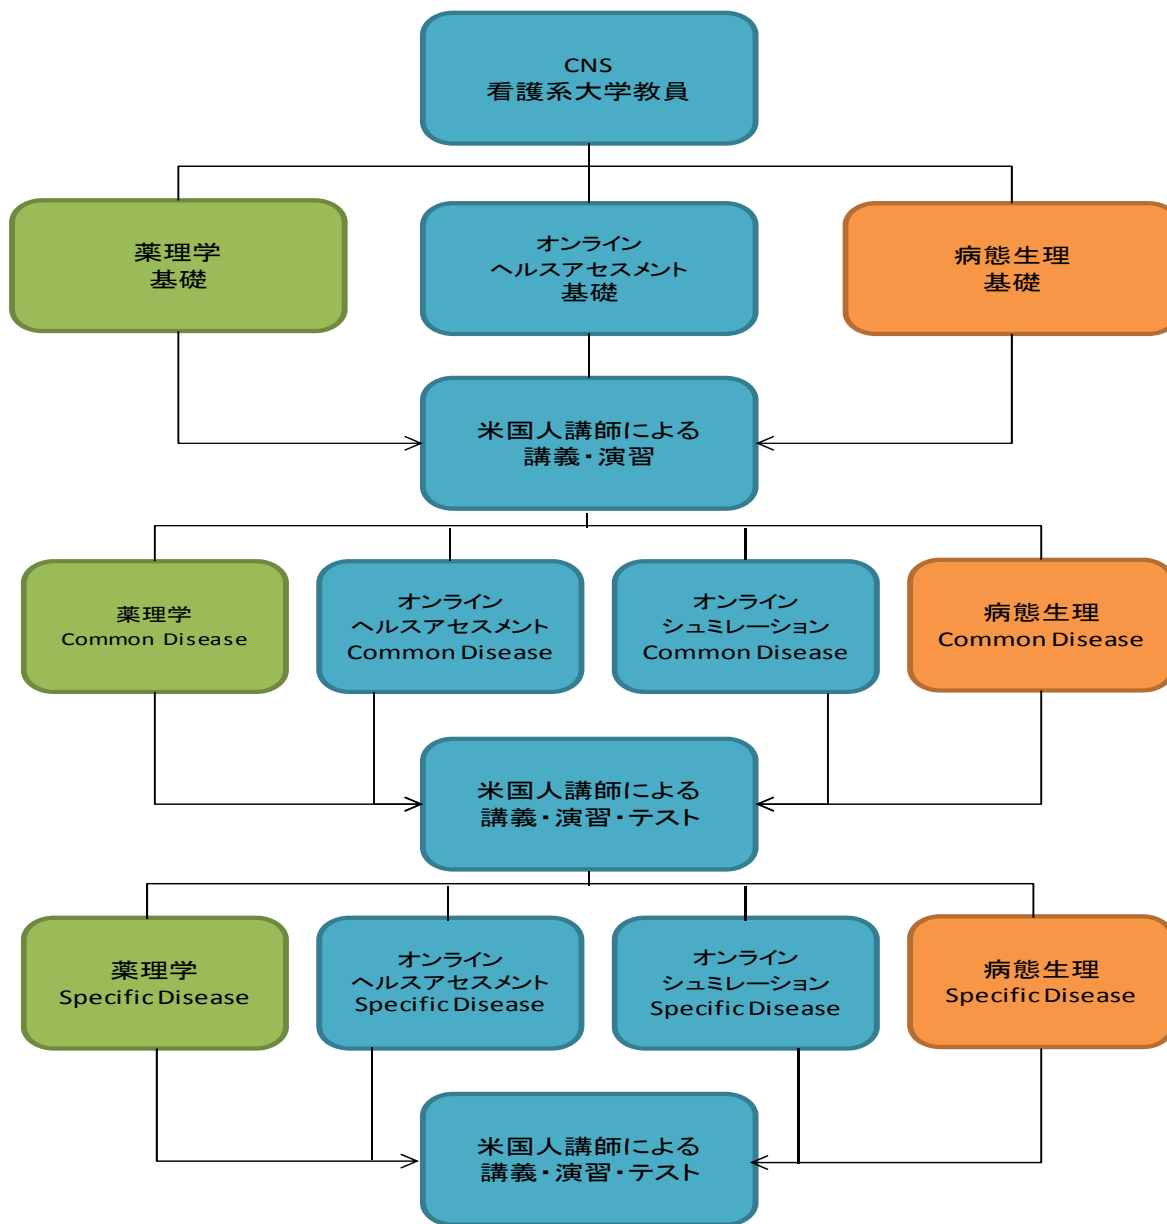 CNS
看護系大学教員
薬理学
基礎
オンライン
ヘルスアセスメント
基礎
病態生理
基礎
米国人講師による
講義・演習
薬理学
Common Disease
オンライン
ヘルスアセスメント
Common Disease
オンライン
シュミレーション
Common Disease
病態生理
Common Disease
米国人講師による
講義・演習・テスト
薬理学
Specific Disease
オンライン
ヘルスアセスメント
Specific Disease
オンライン
シュミレーション
Specific Disease
病態生理
Specific Disease
米国人講師による
講義・演習・テスト